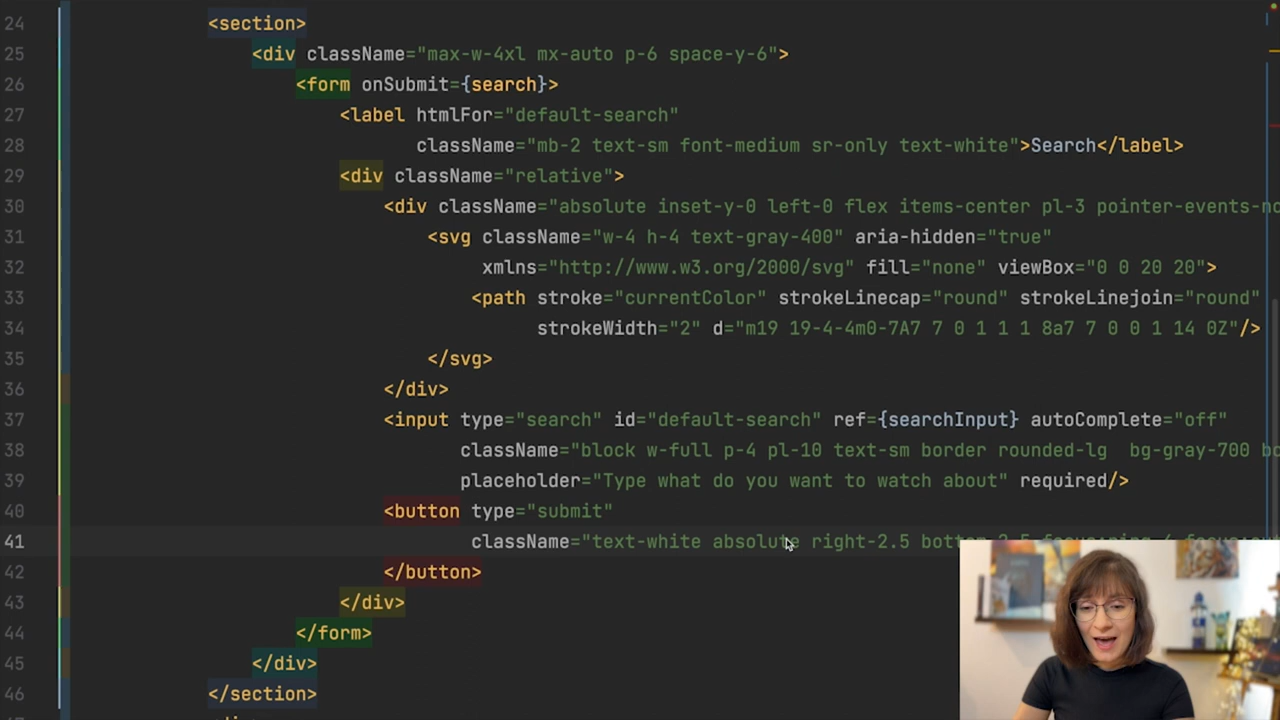 24 <section>
25 <div className="max-w-4xl mx-auto p-6 space-y-6">
26 <form onSubmit={search}>
27 <label htmlFor="default-search"
28 className="mb-2 text-sm font-medium sr-only text-white">Search</label>
29 <div className="relative">
30 <div className="absolute inset-y-0 left-0 flex items-center pl-3 pointer-events-no
31 <svg className="w-4 h-4 text-gray-400" aria-hidden="true"
32 xmlns="http://www.w3.org/2000/svg" fill="none" viewBox="0 0 20 20">
33 <path stroke="currentColor" strokeLinecap="round" strokeLinejoin="round"
34 strokeWidth="2" d="m19 19-4-4m0-7A7 7 0 1 1 1 8a7 7 0 0 1 14 0Z"/>
35 </svg>
36 </div>
37 <input type="search" id="default-search" ref={searchInput} autoComplete="off"
38 className="block w-full p-4 pl-10 text-sm border rounded-lg  bg-gray-700 bo
39 placeholder="Type what do you want to watch about" required/>
40 <button type="submit"
41 className="text-white absolute right-2.5
42 </button>
43 </div>
44 </form>
45 </div>
46 </section>